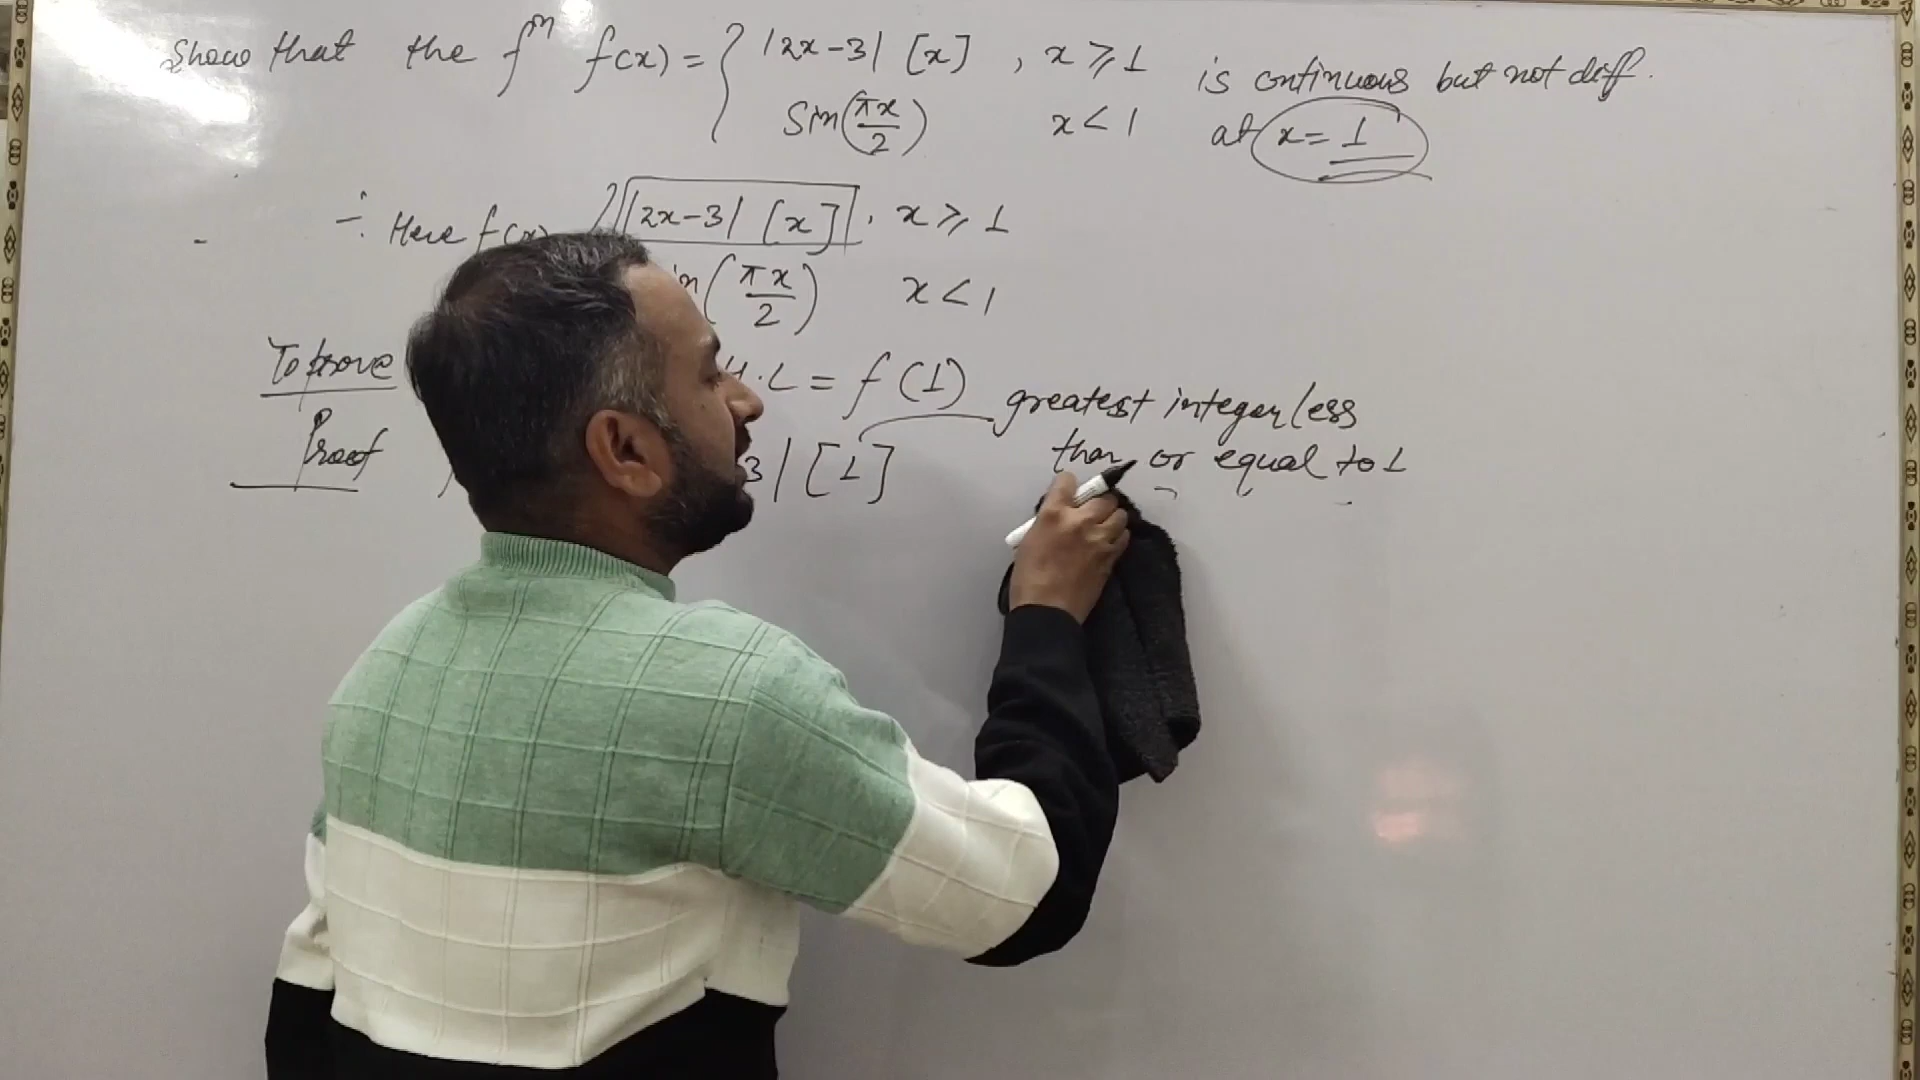 Show that the fⁿ f(x) = { |2x-3| [x] , x ⩾ 1 is continuous but not diff.
Sin(πx/2) x < 1 at x = 1
÷ Here f(x) |2x-3| [x] , x ⩾ 1
in(πx/2) x < 1
To prove H.L = f(1)
greatest integer less
Proof 3| [1] than or equal to 1